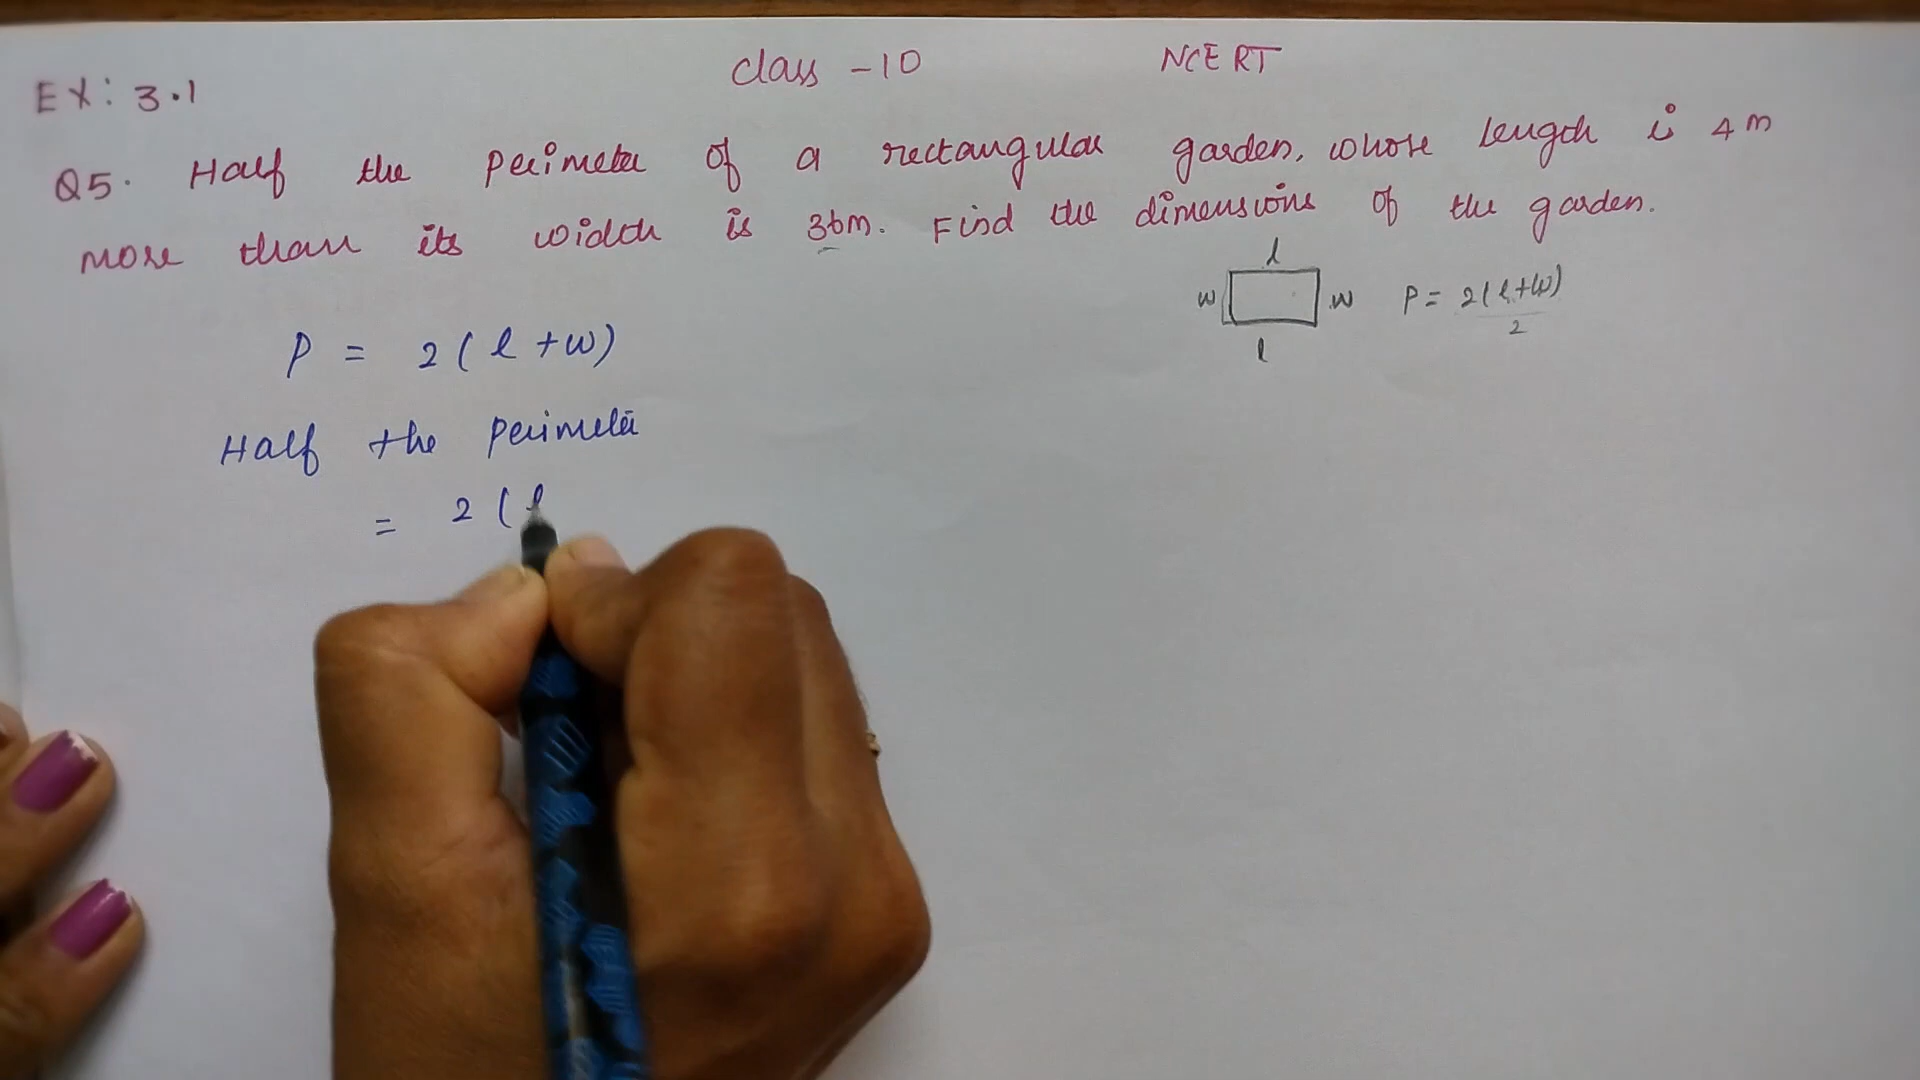 class - 10 NCERT
EX: 3.1
Q5. Half the perimeter of a rectangular garden, whose length is 4m
more than its width is 36m. Find the dimensions of the garden.
l
w w P = 2(l+w)
2
l
P = 2(l+w)
Half the perimeter
= 2(l